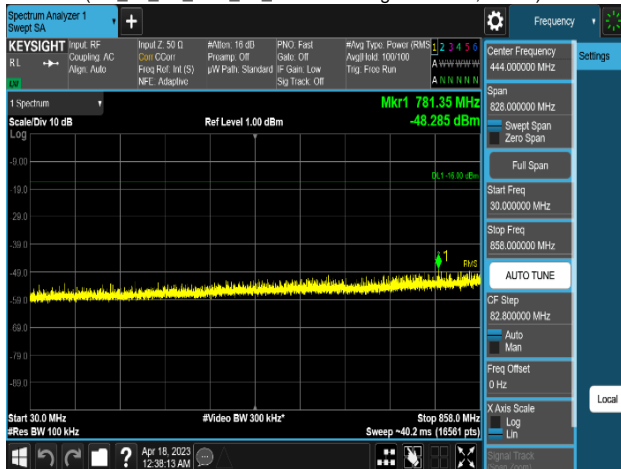 Spectrum Analyzer 1
Swept SA
+
Frequency
KEYSIGHT
RL
Input: RF
Coupling: AC
Align: Auto
Input Z: 50 Ω
Corr CCorr
Freq Ref: Int (S)
NFE: Adaptive
#Atten: 16 dB
Preamp: Off
µW Path: Standard
PNO: Fast
Gate: Off
IF Gain: Low
Sig Track: Off
#Avg Type: Power (RMS
Avg|Hold: 100/100
Trig: Free Run
1 2 3 4 5 6
A W W W W W
A N N N N N
1 Spectrum
Scale/Div 10 dB
Log
Ref Level 1.00 dBm
Mkr1 781.35 MHz
-48.285 dBm
-9.00
-19.0
-29.0
-39.0
-49.0
-59.0
-69.0
-79.0
-89.0
DL1 -16.00 dBm
1
RMS
Start 30.0 MHz
#Res BW 100 kHz
#Video BW 300 kHz*
Stop 858.0 MHz
Sweep ~40.2 ms (16561 pts)
Center Frequency
444.000000 MHz
Settings
Span
828.000000 MHz
Swept Span
Zero Span
Full Span
Start Freq
30.000000 MHz
Stop Freq
858.000000 MHz
AUTO TUNE
CF Step
82.800000 MHz
Auto
Man
Freq Offset
0 Hz
X Axis Scale
Log
Lin
Local
Signal Track
?
Apr 18, 2023
12:38:13 AM